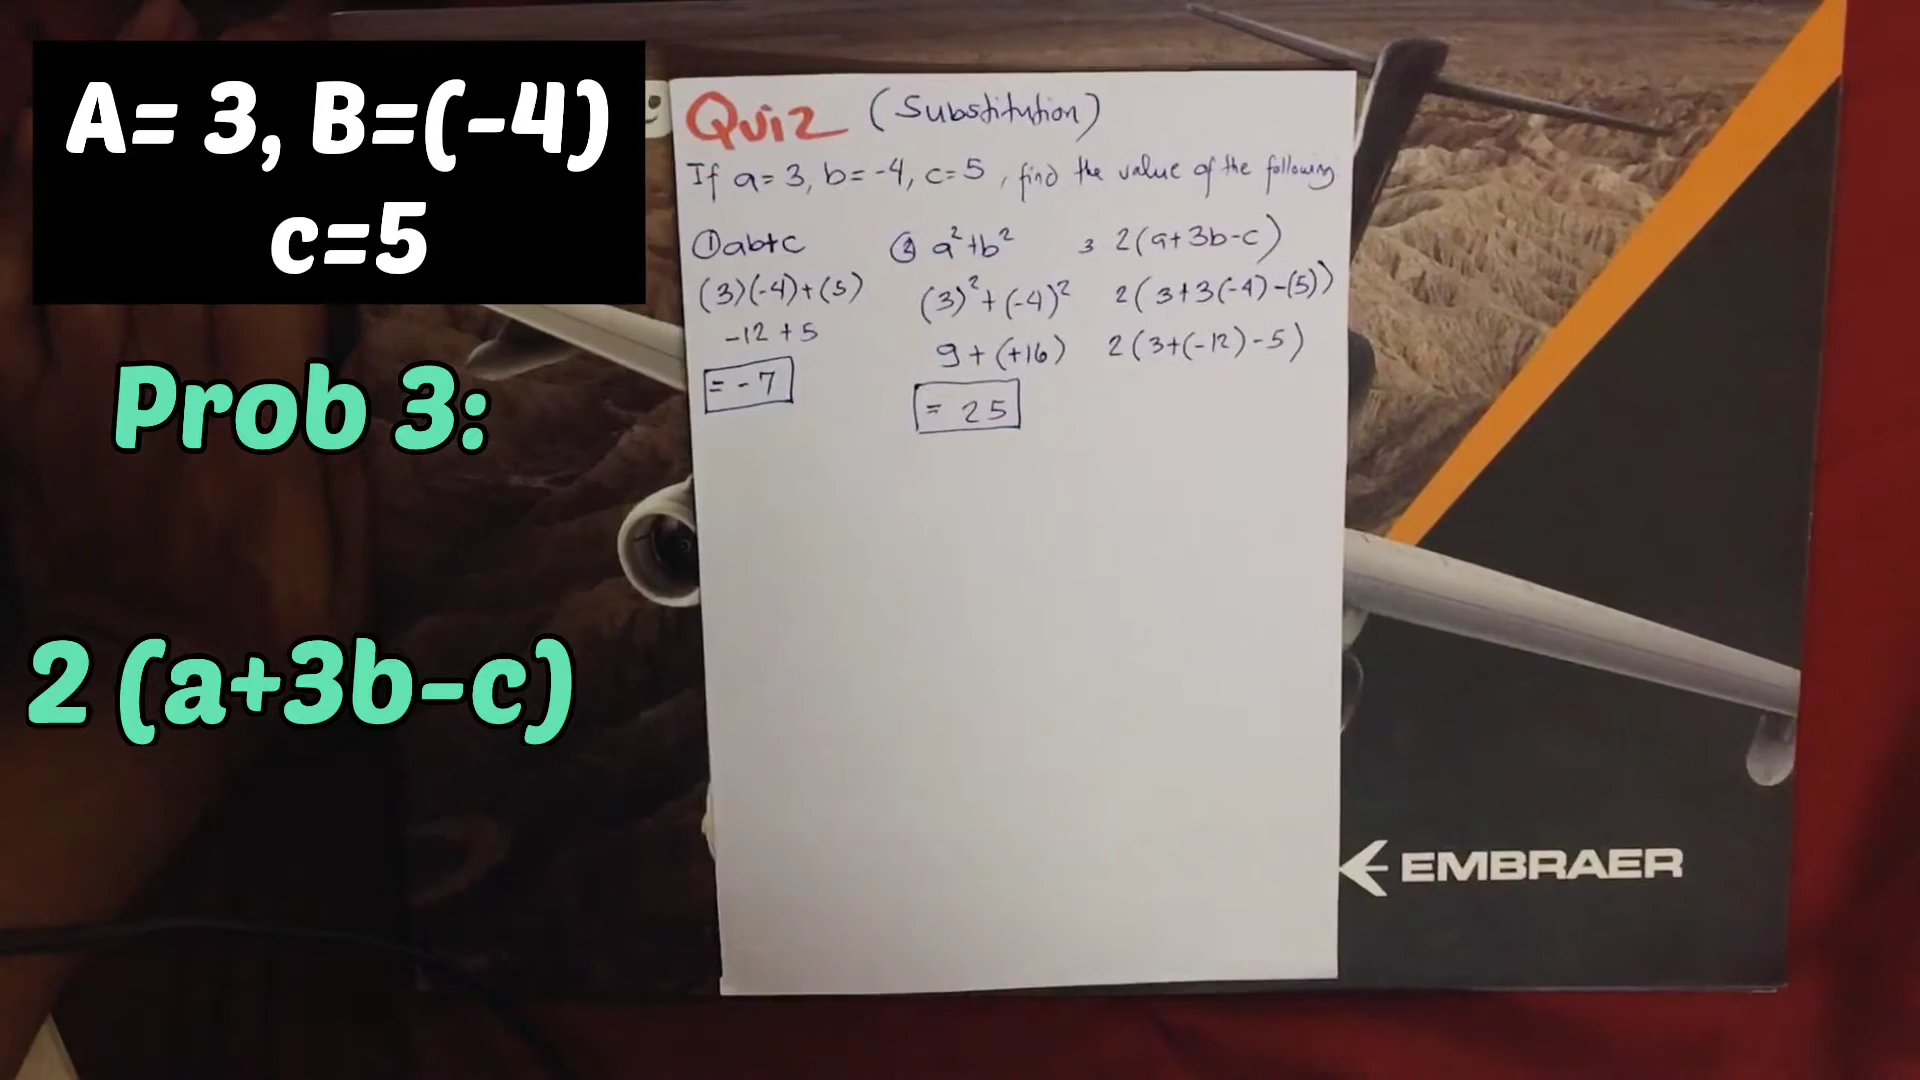 A= 3, B=(-4)
c=5
Prob 3:
2 (a+3b-c)
Quiz (Substitution)
If a=3, b=-4, c=5, find the value of the following
① ab+c
(3)(-4)+(5)
-12 +5
= -7
② a²+b²
(3)²+(-4)²
9+(+16)
= 25
3 2(a+3b-c)
2(3+3(-4)-(5))
2(3+(-12)-5)
EMBRAER